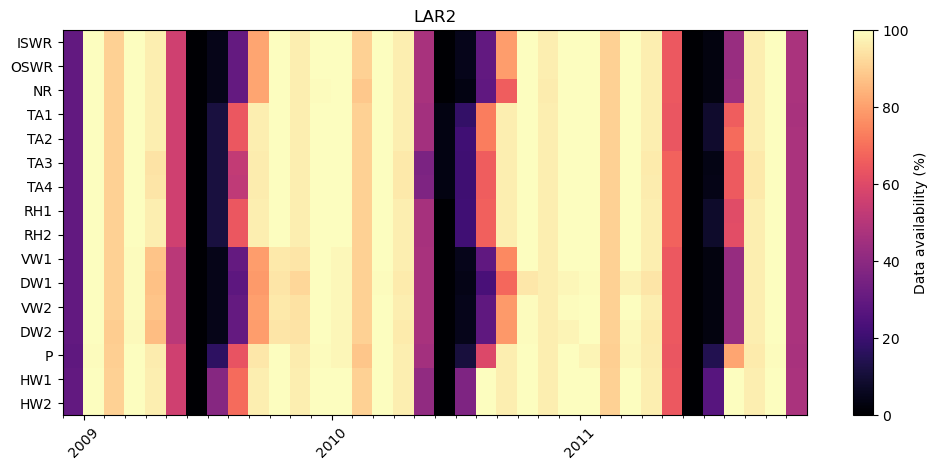 LAR2
ISWR
OSWR
NR
TA1
TA2
TA3
TA4
RH1
RH2
VW1
DW1
VW2
DW2
P
HW1
HW2
2009
2010
2011
100
80
60
40
20
0
Data availability (%)